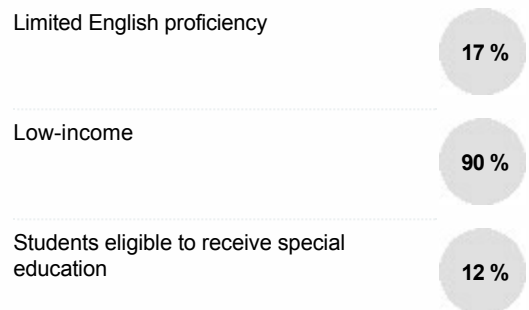 Limited English proficiency
17 %
Low-income
90 %
Students eligible to receive special
education
12 %